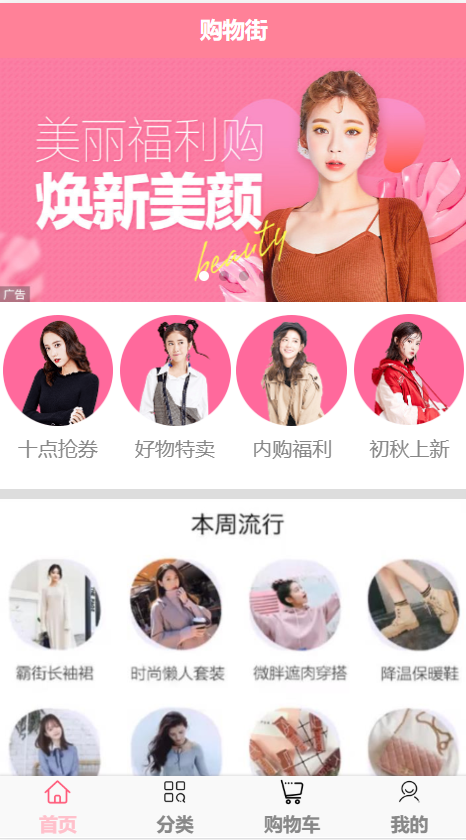 购物街
美丽福利购
焕新美颜
beauty
广告
十点抢券 好物特卖 内购福利 初秋上新
本周流行
霸街长袖裙 时尚懒人套装 微胖遮肉穿搭 降温保暖鞋
首页 分类 购物车 我的